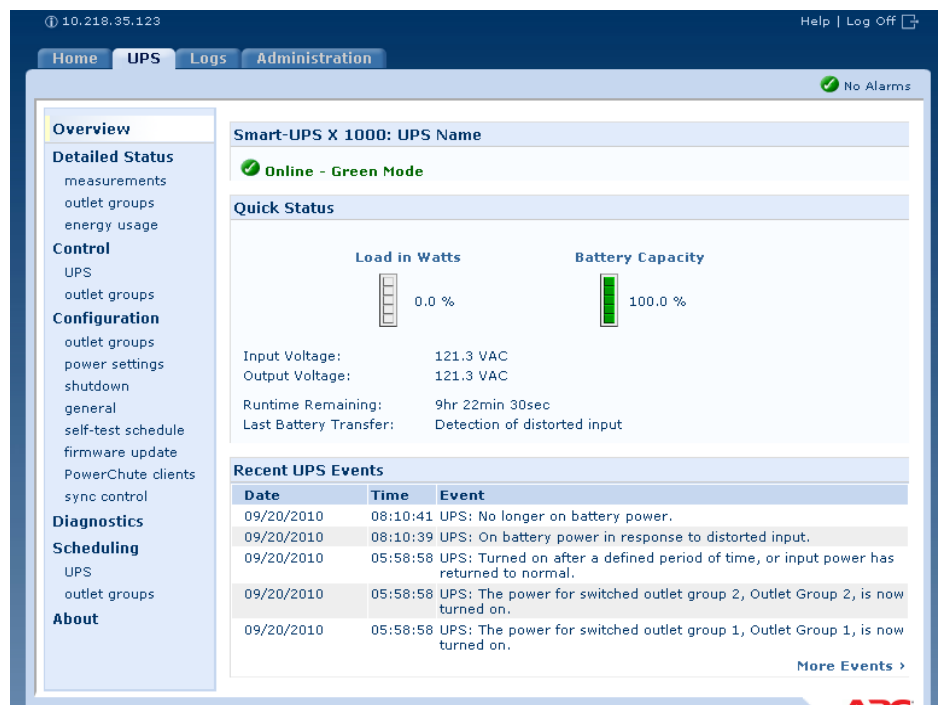 10.218.35.123
Help | Log Off
Home UPS Logs Administration
No Alarms
Overview
Detailed Status
measurements
outlet groups
energy usage
Control
UPS
outlet groups
Configuration
outlet groups
power settings
shutdown
general
self-test schedule
firmware update
PowerChute clients
sync control
Diagnostics
Scheduling
UPS
outlet groups
About
Smart-UPS X 1000: UPS Name
Online - Green Mode
Quick Status
Load in Watts Battery Capacity
0.0 % 100.0 %
Input Voltage: 121.3 VAC
Output Voltage: 121.3 VAC
Runtime Remaining: 9hr 22min 30sec
Last Battery Transfer: Detection of distorted input
Recent UPS Events
Date Time Event
09/20/2010 08:10:41 UPS: No longer on battery power.
09/20/2010 08:10:39 UPS: On battery power in response to distorted input.
09/20/2010 05:58:58 UPS: Turned on after a defined period of time, or input power has
returned to normal.
09/20/2010 05:58:58 UPS: The power for switched outlet group 2, Outlet Group 2, is now
turned on.
09/20/2010 05:58:58 UPS: The power for switched outlet group 1, Outlet Group 1, is now
turned on.
More Events ›